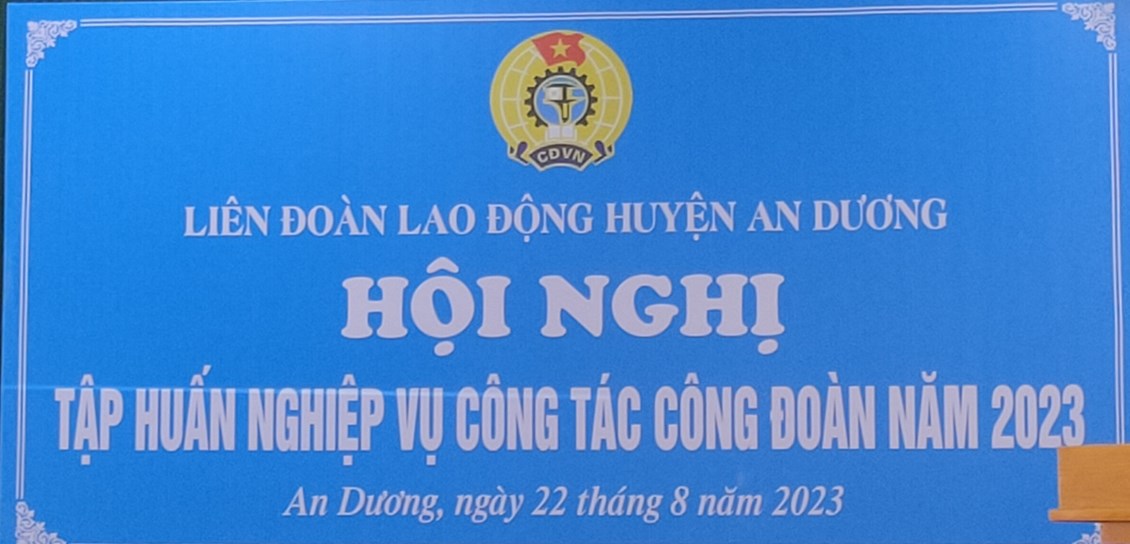 CĐVN
LIÊN ĐOÀN LAO ĐỘNG HUYỆN AN DƯƠNG
HỘI NGHỊ
TẬP HUẤN NGHIỆP VỤ CÔNG TÁC CÔNG ĐOÀN NĂM 2023
An Dương, ngày 22 tháng 8 năm 2023